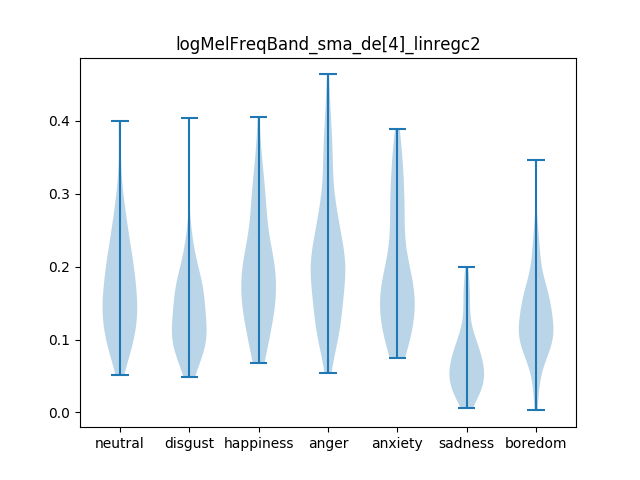 logMelFreqBand_sma_de[4]_linregc2
0.4
0.3
0.2
0.1
0.0
neutral disgust happiness anger anxiety sadness boredom